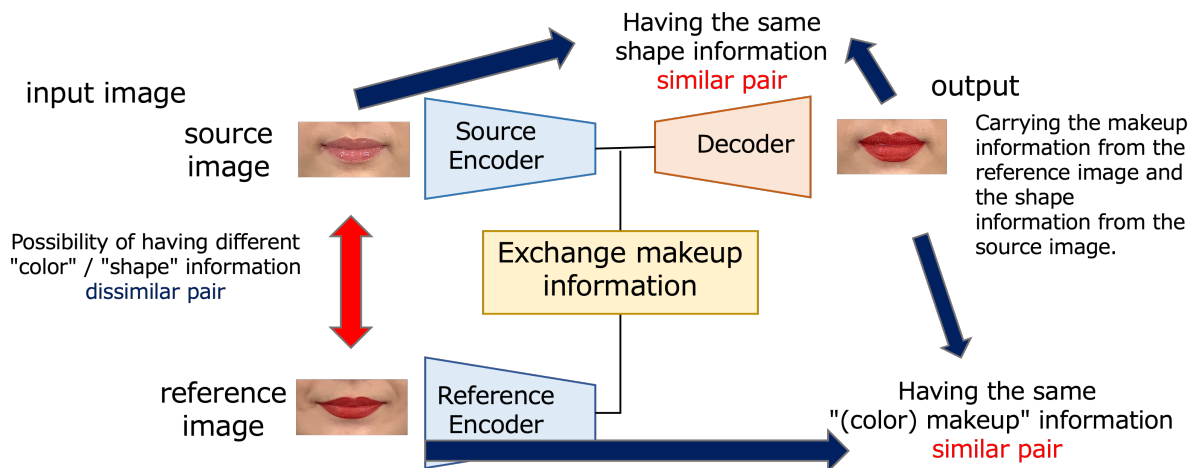 Having the same
shape information
similar pair
input image
output
source
image
Source
Encoder
Decoder
Carrying the makeup
information from the
reference image and
the shape
information from the
source image.
Possibility of having different
"color" / "shape" information
dissimilar pair
Exchange makeup
information
reference
image
Reference
Encoder
Having the same
"(color) makeup" information
similar pair